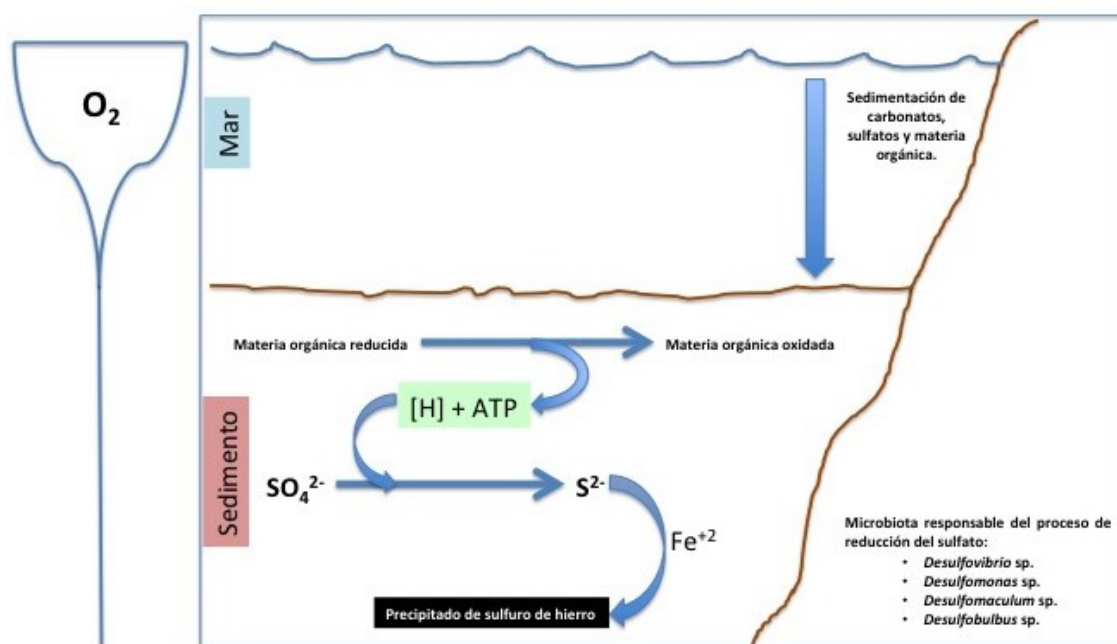 O₂
Mar
Sedimentación de
carbonatos,
sulfatos y materia
orgánica.
Materia orgánica reducida
Materia orgánica oxidada
[H] + ATP
Sedimento
SO₄²⁻
S²⁻
Fe⁺²
Precipitado de sulfuro de hierro
Microbiota responsable del proceso de
reducción del sulfato:
• Desulfovibrio sp.
• Desulfomonas sp.
• Desulfomaculum sp.
• Desulfobulbus sp.